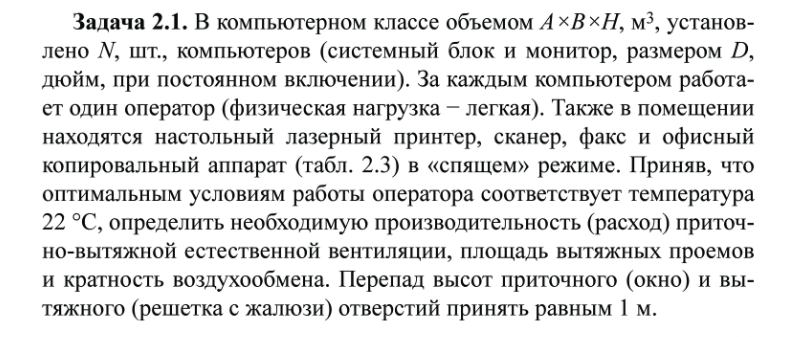 Задача 2.1. В компьютерном классе объемом A×B×H, м³, установ-
лено N, шт., компьютеров (системный блок и монитор, размером D,
дюйм, при постоянном включении). За каждым компьютером работа-
ет один оператор (физическая нагрузка − легкая). Также в помещении
находятся настольный лазерный принтер, сканер, факс и офисный
копировальный аппарат (табл. 2.3) в «спящем» режиме. Приняв, что
оптимальным условиям работы оператора соответствует температура
22 °С, определить необходимую производительность (расход) приточ-
но-вытяжной естественной вентиляции, площадь вытяжных проемов
и кратность воздухообмена. Перепад высот приточного (окно) и вы-
тяжного (решетка с жалюзи) отверстий принять равным 1 м.